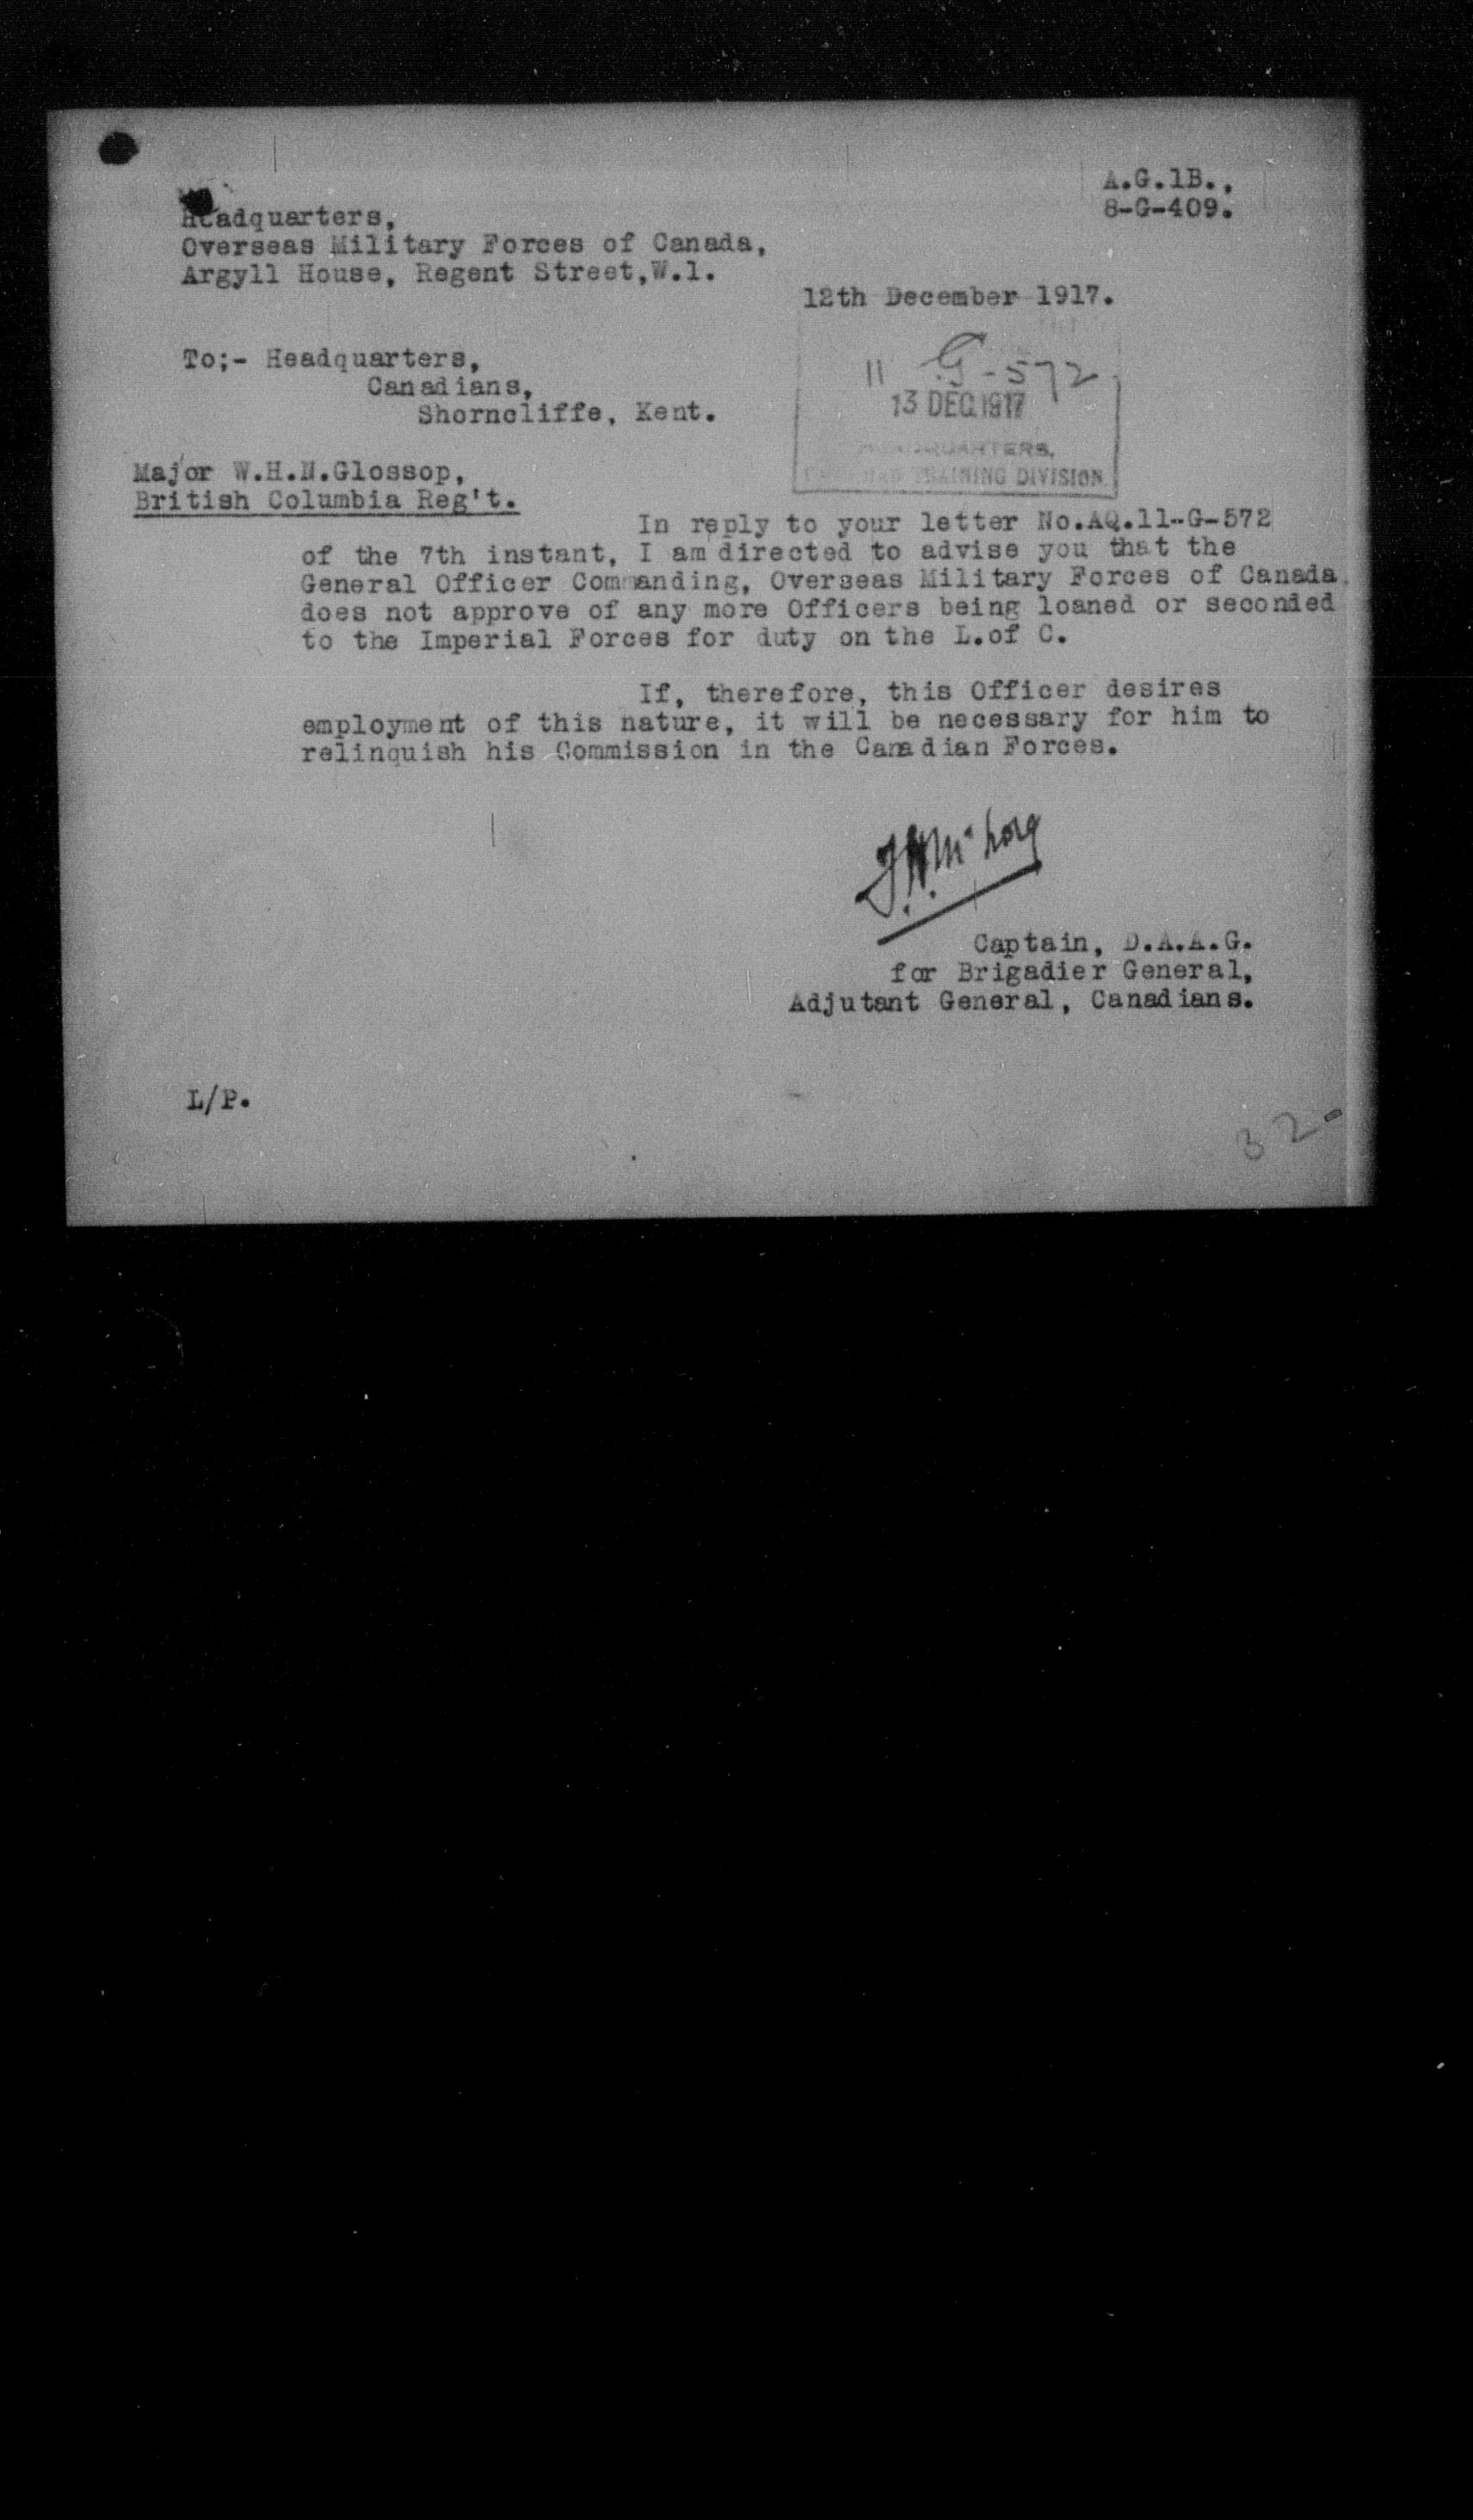 A.G.1B.,
8-G-409.
Headquarters,
Overseas Military Forces of Canada,
Argyll House, Regent Street,W.1.
12th December 1917.
To;- Headquarters,
Canadians,
Shorncliffe, Kent.
11 G-572
13 DEC 1917
HEADQUARTERS,
TRAINING DIVISION
Major W.H.N.Glossop,
British Columbia Reg't.
In reply to your letter No.AQ.11-G-572
of the 7th instant, I am directed to advise you that the
General Officer Commanding, Overseas Military Forces of Canada
does not approve of any more Officers being loaned or seconded
to the Imperial Forces for duty on the L.of C.
If, therefore, this Officer desires
employment of this nature, it will be necessary for him to
relinquish his Commission in the Canadian Forces.
Captain, D.A.A.G.
for Brigadier General,
Adjutant General, Canadians.
L/P.
32